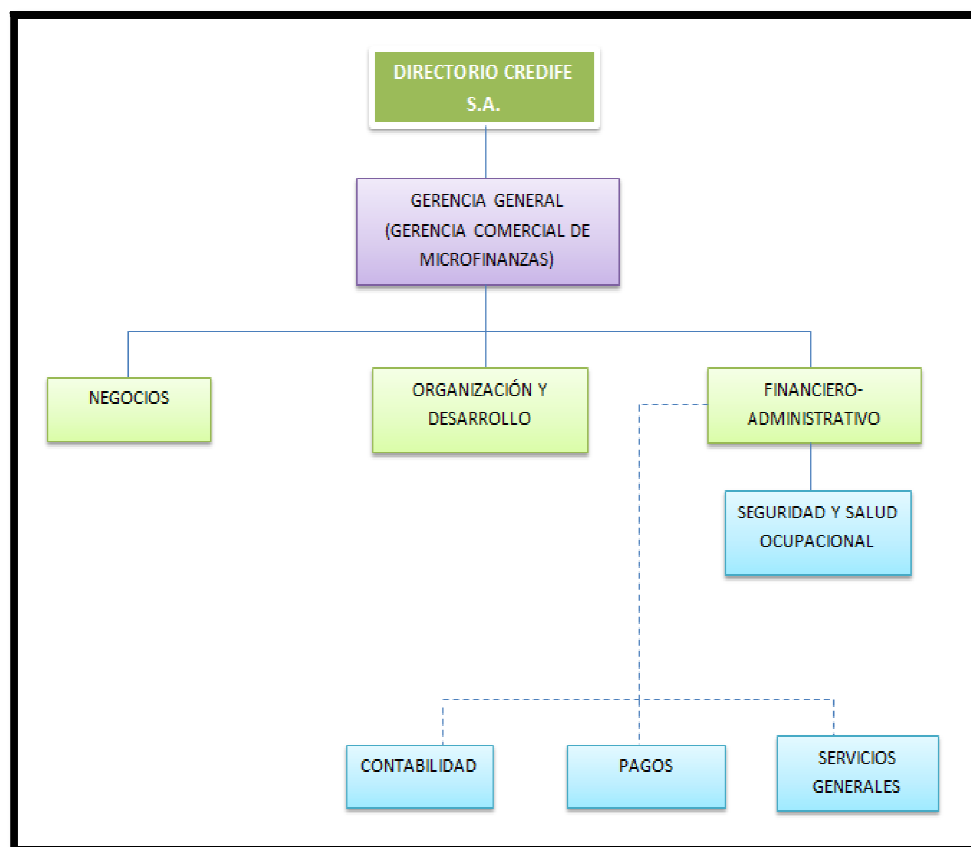 DIRECTORIO CREDIFE
S.A.
GERENCIA GENERAL
(GERENCIA COMERCIAL DE
MICROFINANZAS)
NEGOCIOS
ORGANIZACIÓN Y
DESARROLLO
FINANCIERO-
ADMINISTRATIVO
SEGURIDAD Y SALUD
OCUPACIONAL
CONTABILIDAD
PAGOS
SERVICIOS
GENERALES